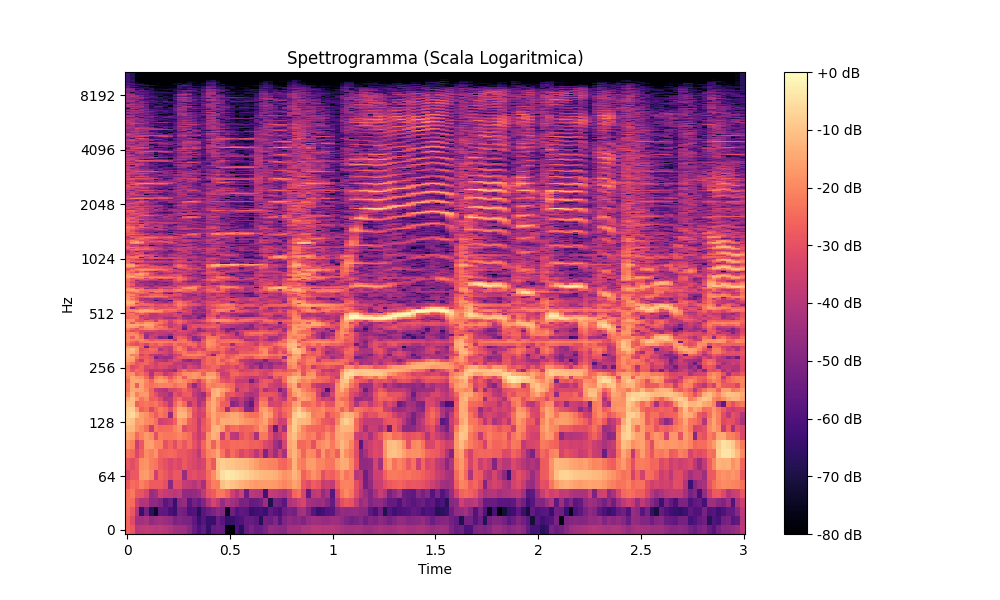 Spettrogramma (Scala Logaritmica)
8192
4096
2048
1024
512
256
128
64
0
Hz
0
0.5
1
1.5
2
2.5
3
Time
+0 dB
-10 dB
-20 dB
-30 dB
-40 dB
-50 dB
-60 dB
-70 dB
-80 dB